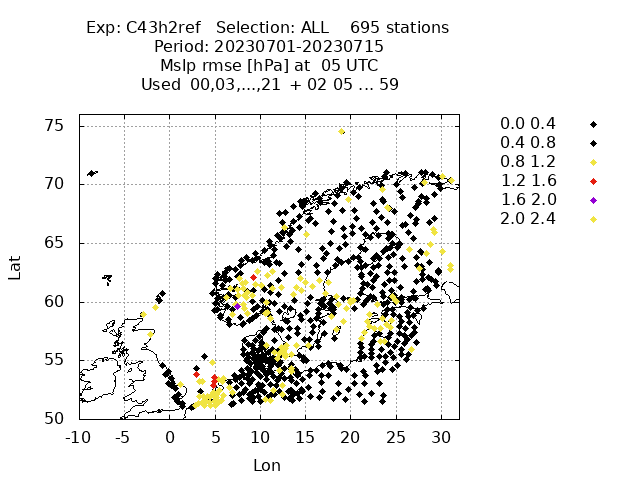 Exp: C43h2ref Selection: ALL 695 stations
Period: 20230701-20230715
Mslp rmse [hPa] at 05 UTC
Used 00,03,...,21 + 02 05 ... 59
75
70
65
60
55
50
Lat
-10 -5 0 5 10 15 20 25 30
Lon
0.0 0.4
0.4 0.8
0.8 1.2
1.2 1.6
1.6 2.0
2.0 2.4